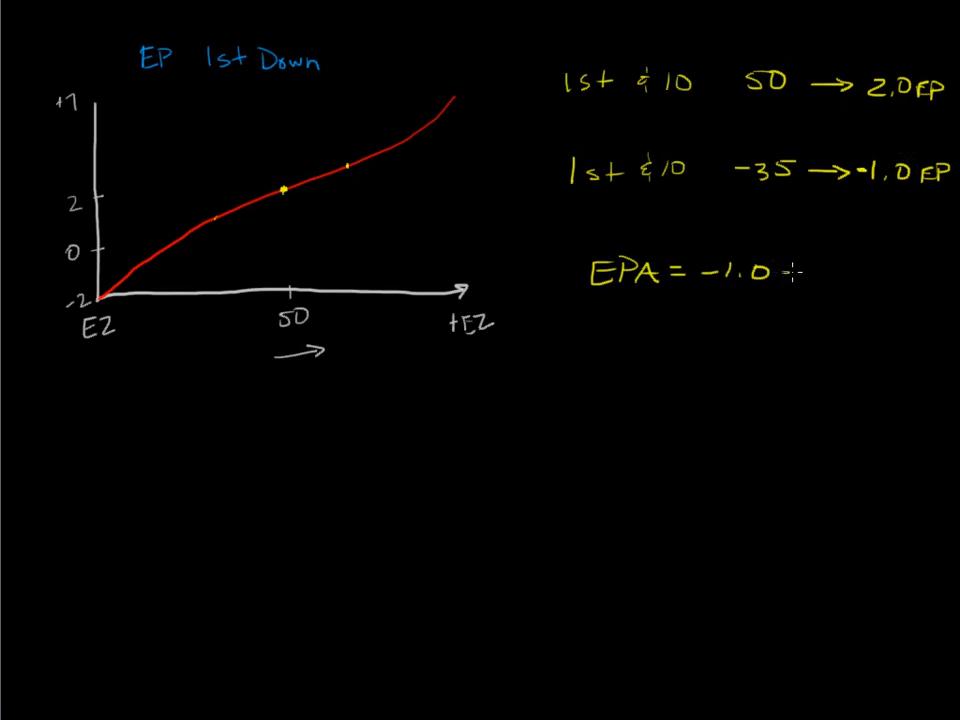 EP 1st Down
+7
2
0
-2
EZ
50
+EZ
1st & 10 50 → 2.0 EP
1st & 10 -35 → -1.0 EP
EPA = -1.0 -